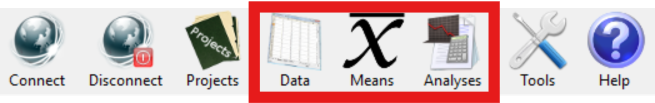 Projects
X
Connect Disconnect Projects Data Means Analyses Tools Help